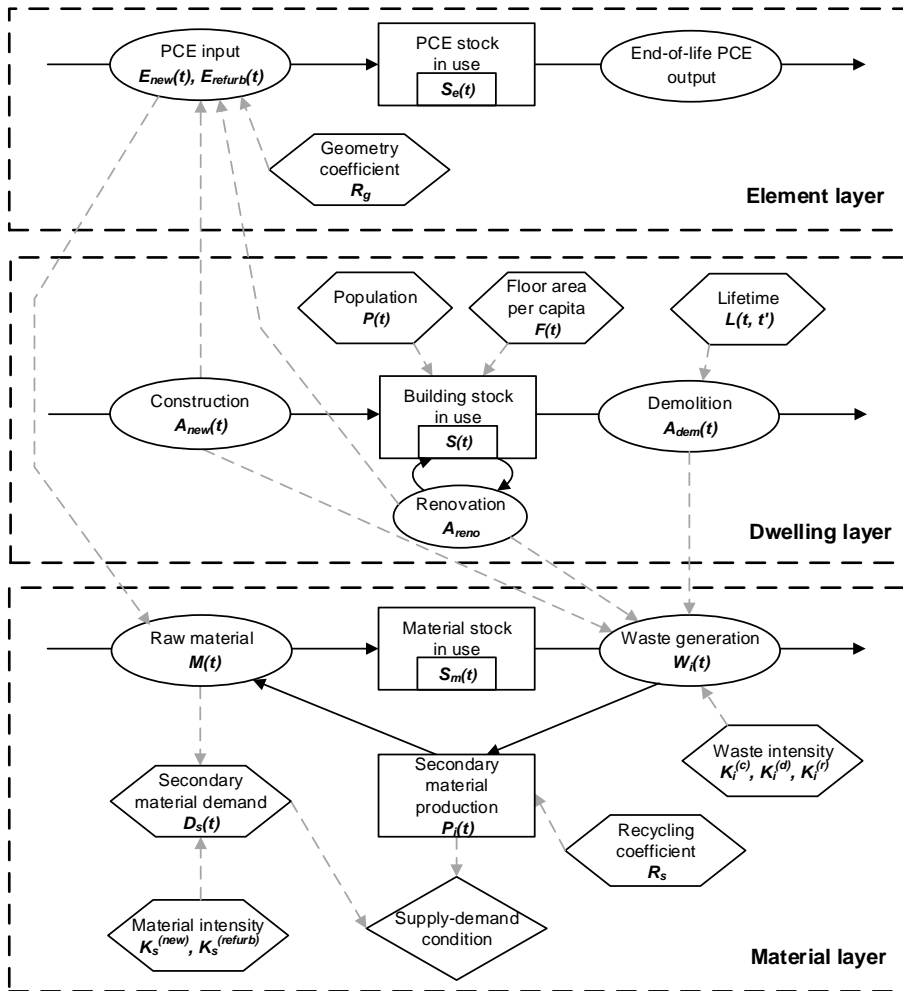 PCE input
E_new(t), E_refurb(t)
PCE stock
in use
S_e(t)
End-of-life PCE
output
Geometry
coefficient
R_g
Element layer
Population
P(t)
Floor area
per capita
F(t)
Lifetime
L(t, t')
Construction
A_new(t)
Building stock
in use
S(t)
Demolition
A_dem(t)
Renovation
A_reno
Dwelling layer
Raw material
M(t)
Material stock
in use
S_m(t)
Waste generation
W_i(t)
Secondary
material demand
D_s(t)
Secondary
material
production
P_i(t)
Waste intensity
K_i^(c), K_i^(d), K_i^(r)
Recycling
coefficient
R_s
Material intensity
K_s^(new), K_s^(refurb)
Supply-demand
condition
Material layer